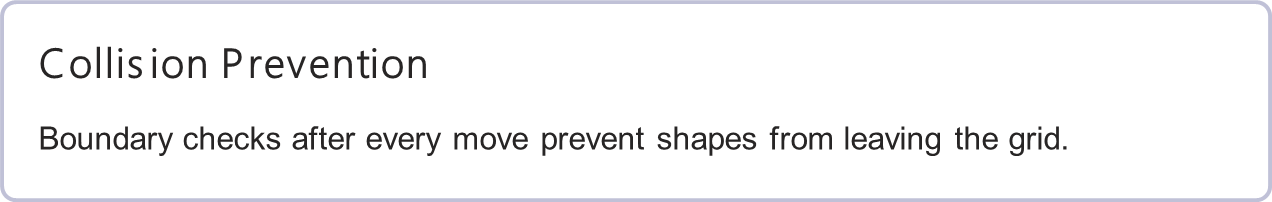 Collision Prevention
Boundary checks after every move prevent shapes from leaving the grid.